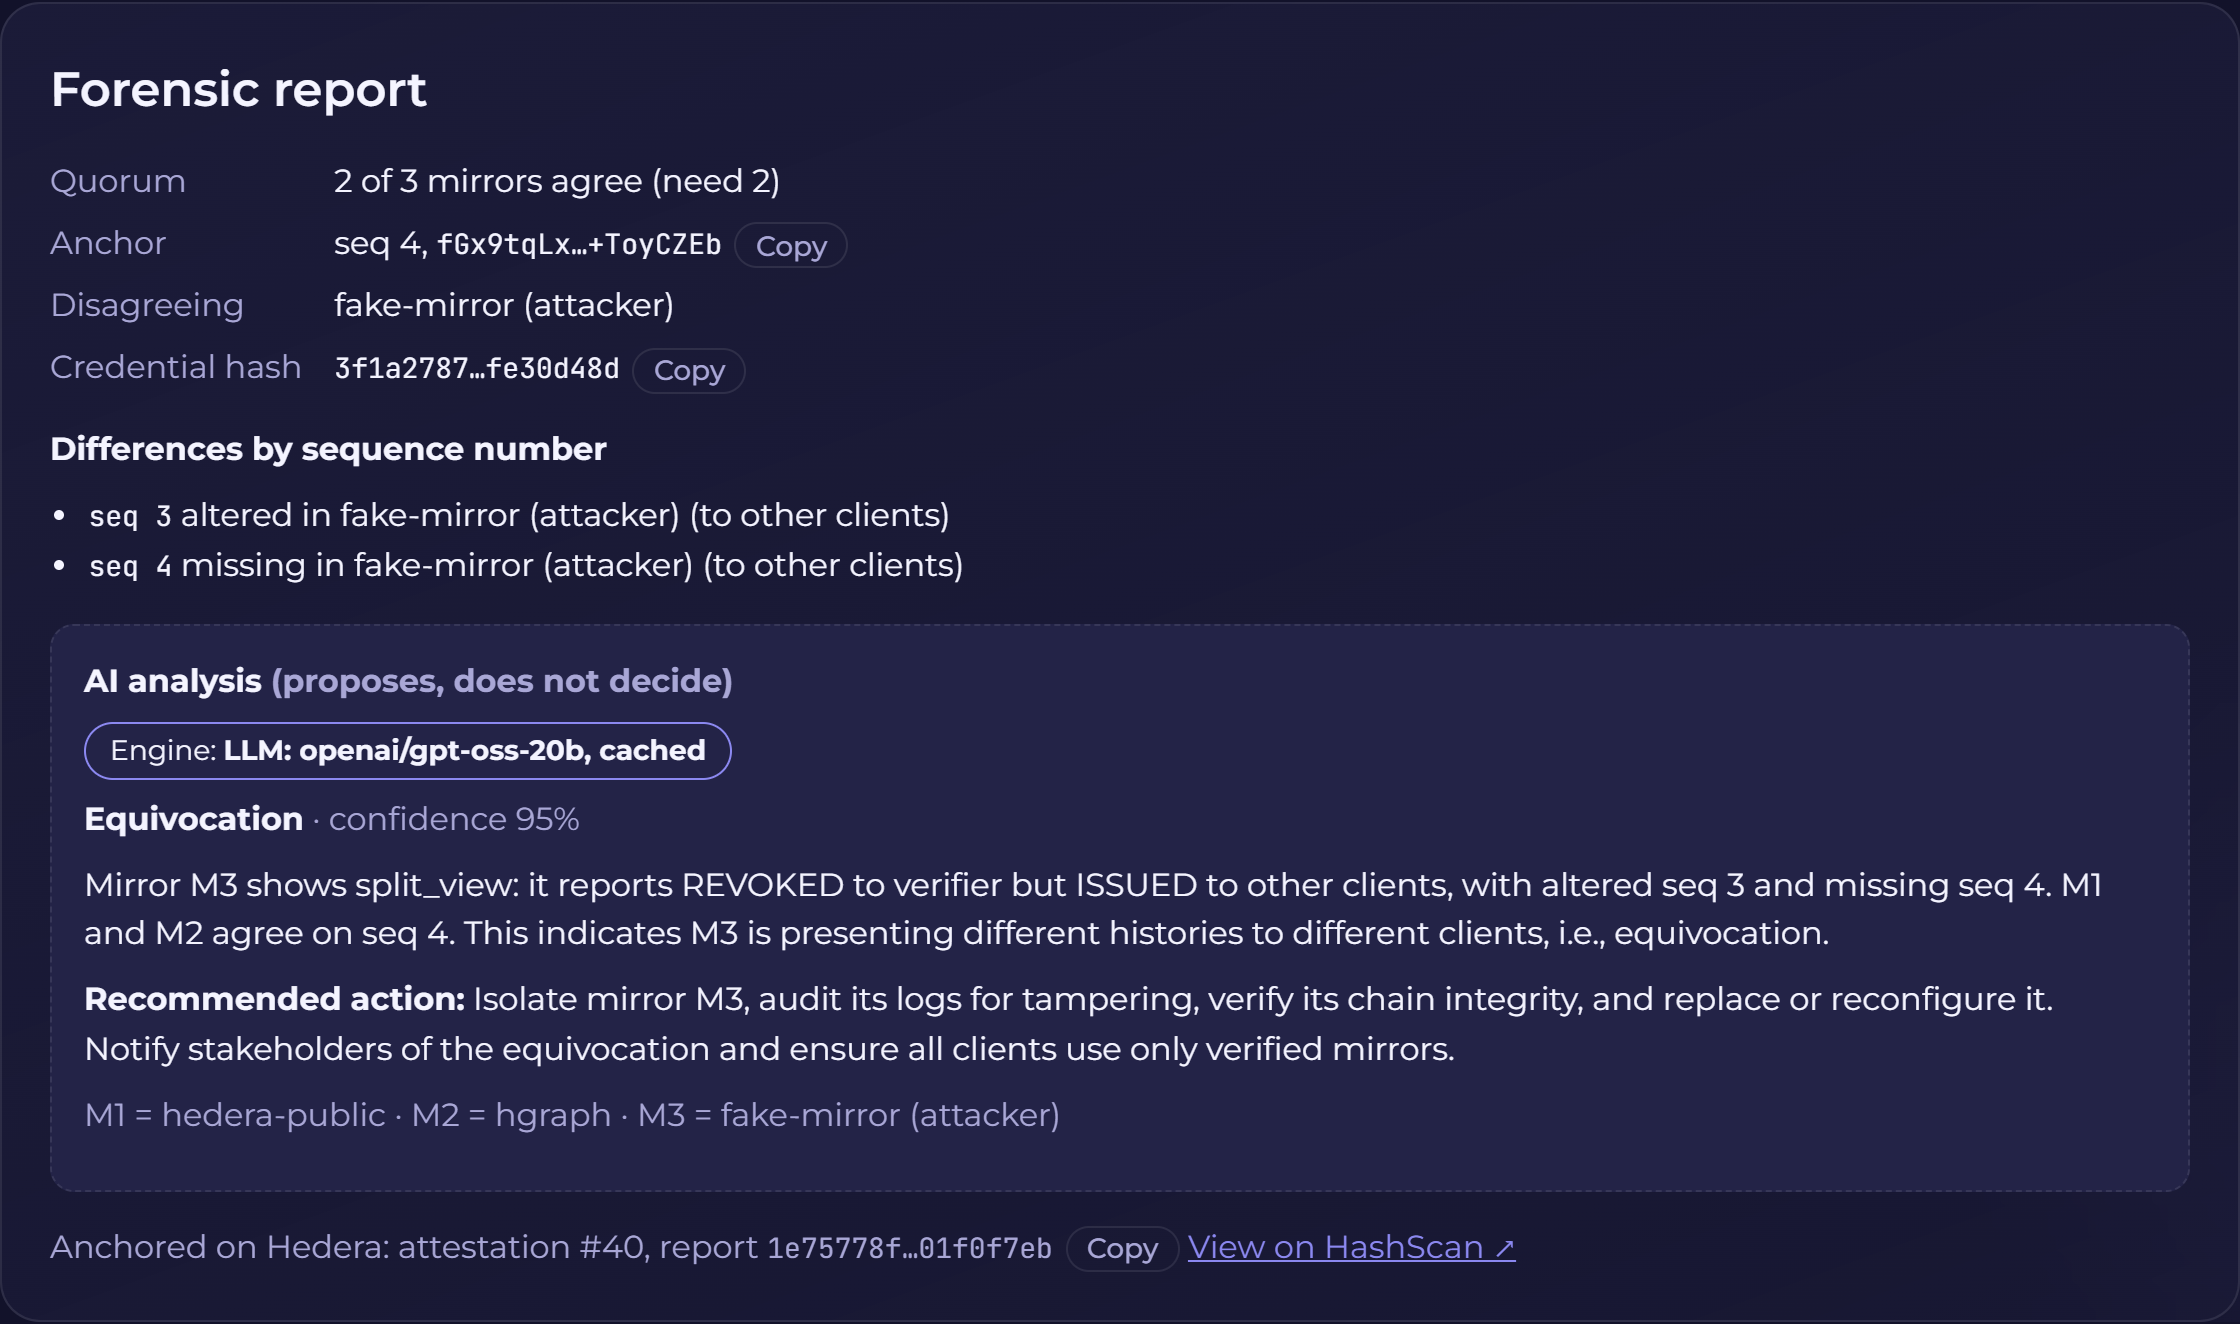 Forensic report
Quorum 2 of 3 mirrors agree (need 2)
Anchor seq 4, fGx9tqLx…+ToyCZEb Copy
Disagreeing fake-mirror (attacker)
Credential hash 3f1a2787…fe30d48d Copy
Differences by sequence number
• seq 3 altered in fake-mirror (attacker) (to other clients)
• seq 4 missing in fake-mirror (attacker) (to other clients)
AI analysis (proposes, does not decide)
Engine: LLM: openai/gpt-oss-20b, cached
Equivocation · confidence 95%
Mirror M3 shows split_view: it reports REVOKED to verifier but ISSUED to other clients, with altered seq 3 and missing seq 4. M1
and M2 agree on seq 4. This indicates M3 is presenting different histories to different clients, i.e., equivocation.
Recommended action: Isolate mirror M3, audit its logs for tampering, verify its chain integrity, and replace or reconfigure it.
Notify stakeholders of the equivocation and ensure all clients use only verified mirrors.
M1 = hedera-public · M2 = hgraph · M3 = fake-mirror (attacker)
Anchored on Hedera: attestation #40, report 1e75778f…01f0f7eb Copy View on HashScan ↗